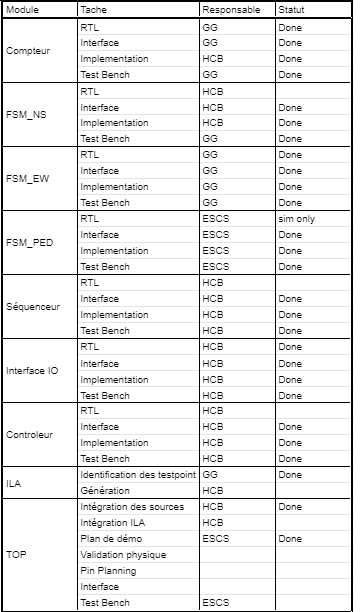 Module Tache Responsable Statut
Compteur
RTL GG Done
Interface GG Done
Implementation HCB Done
Test Bench GG Done
FSM_NS
RTL HCB
Interface HCB Done
Implementation HCB Done
Test Bench GG Done
FSM_EW
RTL GG Done
Interface GG Done
Implementation GG Done
Test Bench GG Done
FSM_PED
RTL ESCS sim only
Interface ESCS Done
Implementation ESCS Done
Test Bench ESCS Done
Séquenceur
RTL HCB
Interface HCB Done
Implementation HCB Done
Test Bench HCB Done
Interface IO
RTL HCB Done
Interface HCB Done
Implementation HCB Done
Test Bench HCB Done
Controleur
RTL HCB
Interface HCB Done
Implementation HCB Done
Test Bench HCB Done
ILA
Identification des testpoint GG Done
Génération HCB
TOP
Intégration des sources HCB Done
Intégration ILA HCB
Plan de démo ESCS Done
Validation physique
Pin Planning
Interface
Test Bench ESCS